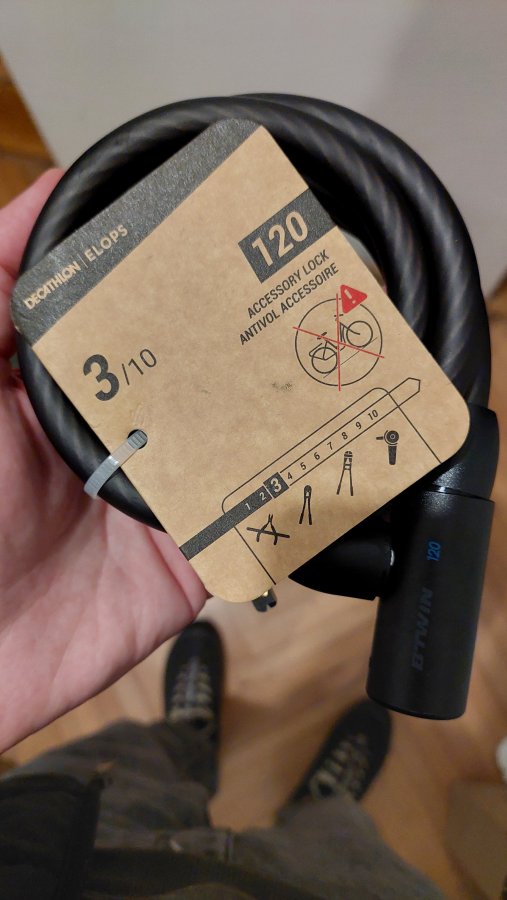 DECATHLON | ELOPS
120
ACCESSORY LOCK
ANTIVOL ACCESSOIRE
3/10
1 2 3 4 5 6 7 8 9 10
B'TWIN 120